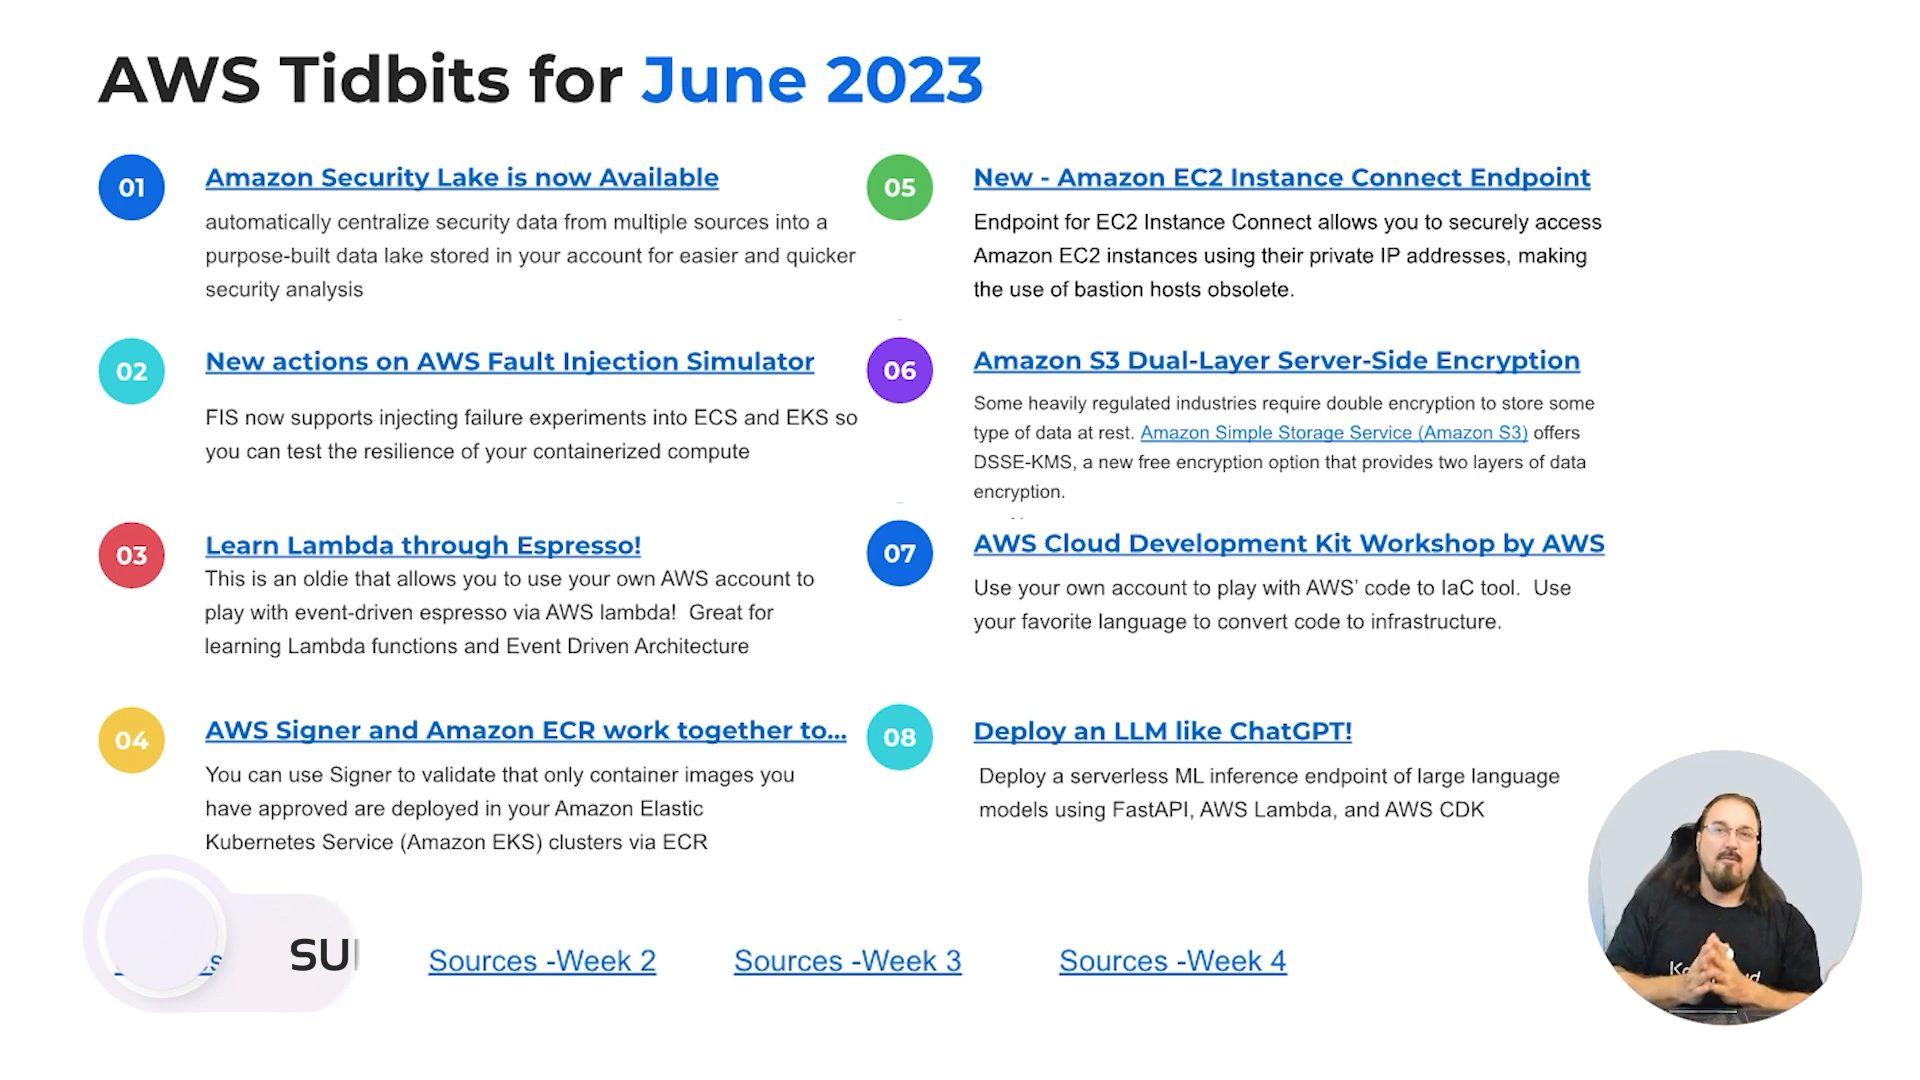 AWS Tidbits for June 2023
01
Amazon Security Lake is now Available
automatically centralize security data from multiple sources into a
purpose-built data lake stored in your account for easier and quicker
security analysis
02
New actions on AWS Fault Injection Simulator
FIS now supports injecting failure experiments into ECS and EKS so
you can test the resilience of your containerized compute
03
Learn Lambda through Espresso!
This is an oldie that allows you to use your own AWS account to
play with event-driven espresso via AWS lambda!  Great for
learning Lambda functions and Event Driven Architecture
04
AWS Signer and Amazon ECR work together to...
You can use Signer to validate that only container images you
have approved are deployed in your Amazon Elastic
Kubernetes Service (Amazon EKS) clusters via ECR
05
New - Amazon EC2 Instance Connect Endpoint
Endpoint for EC2 Instance Connect allows you to securely access
Amazon EC2 instances using their private IP addresses, making
the use of bastion hosts obsolete.
06
Amazon S3 Dual-Layer Server-Side Encryption
Some heavily regulated industries require double encryption to store some
type of data at rest. Amazon Simple Storage Service (Amazon S3) offers
DSSE-KMS, a new free encryption option that provides two layers of data
encryption.
07
AWS Cloud Development Kit Workshop by AWS
Use your own account to play with AWS’ code to IaC tool.  Use
your favorite language to convert code to infrastructure.
08
Deploy an LLM like ChatGPT!
Deploy a serverless ML inference endpoint of large language
models using FastAPI, AWS Lambda, and AWS CDK
SU
Sources -Week 2
Sources -Week 3
Sources -Week 4